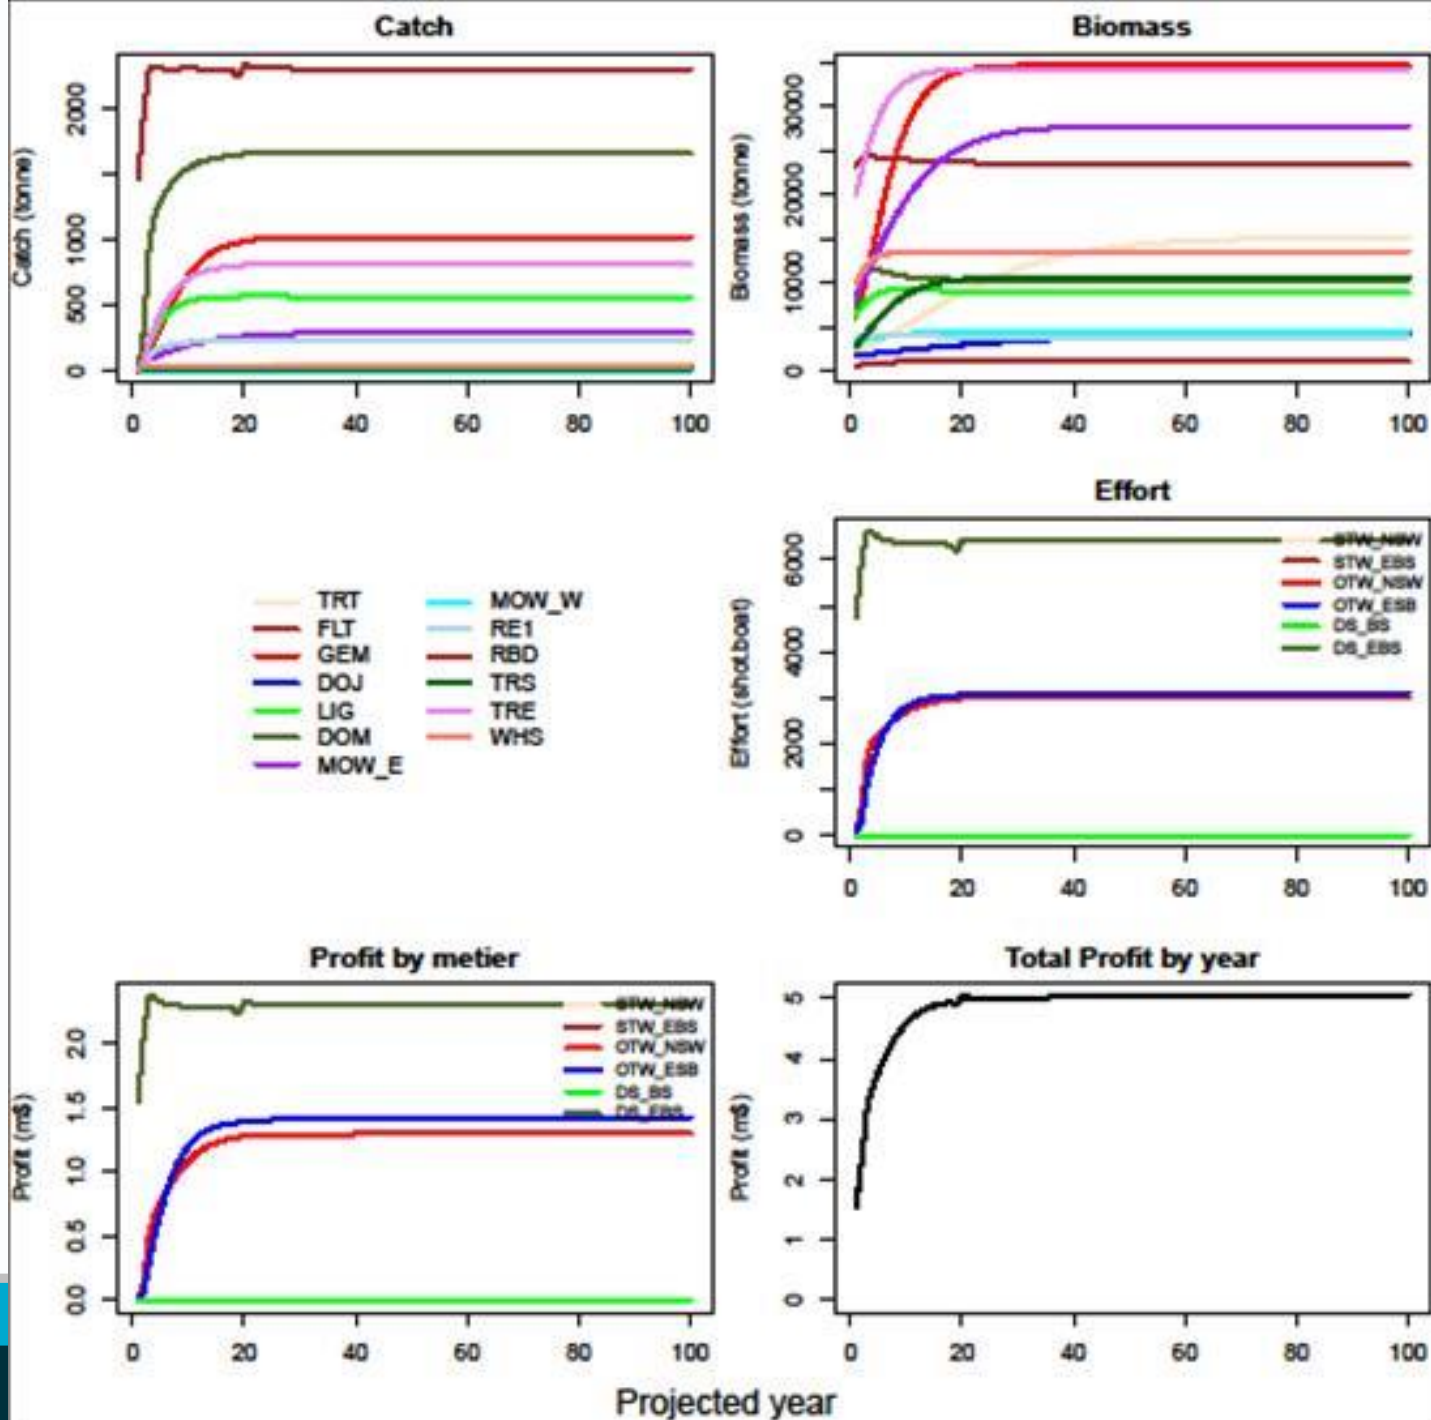 Catch
Catch (tonne)
0
500
1000
2000
0
20
40
60
80
100
Biomass
Biomass (tonne)
0
10000
20000
30000
0
20
40
60
80
100
TRT
FLT
GEM
DOJ
LIG
DOM
MOW_E
MOW_W
RE1
RBD
TRS
TRE
WHS
Effort
Effort (shot.boat)
0
2000
4000
6000
STW_NSW
STW_EBS
OTW_NSW
OTW_ESB
DS_BS
DS_EBS
0
20
40
60
80
100
Profit by metier
Profit (m$)
0.0
0.5
1.0
1.5
2.0
STW_NSW
STW_EBS
OTW_NSW
OTW_ESB
DS_BS
DS_EBS
0
20
40
60
80
100
Total Profit by year
Profit (m$)
0
1
2
3
4
5
0
20
40
60
80
100
Projected year